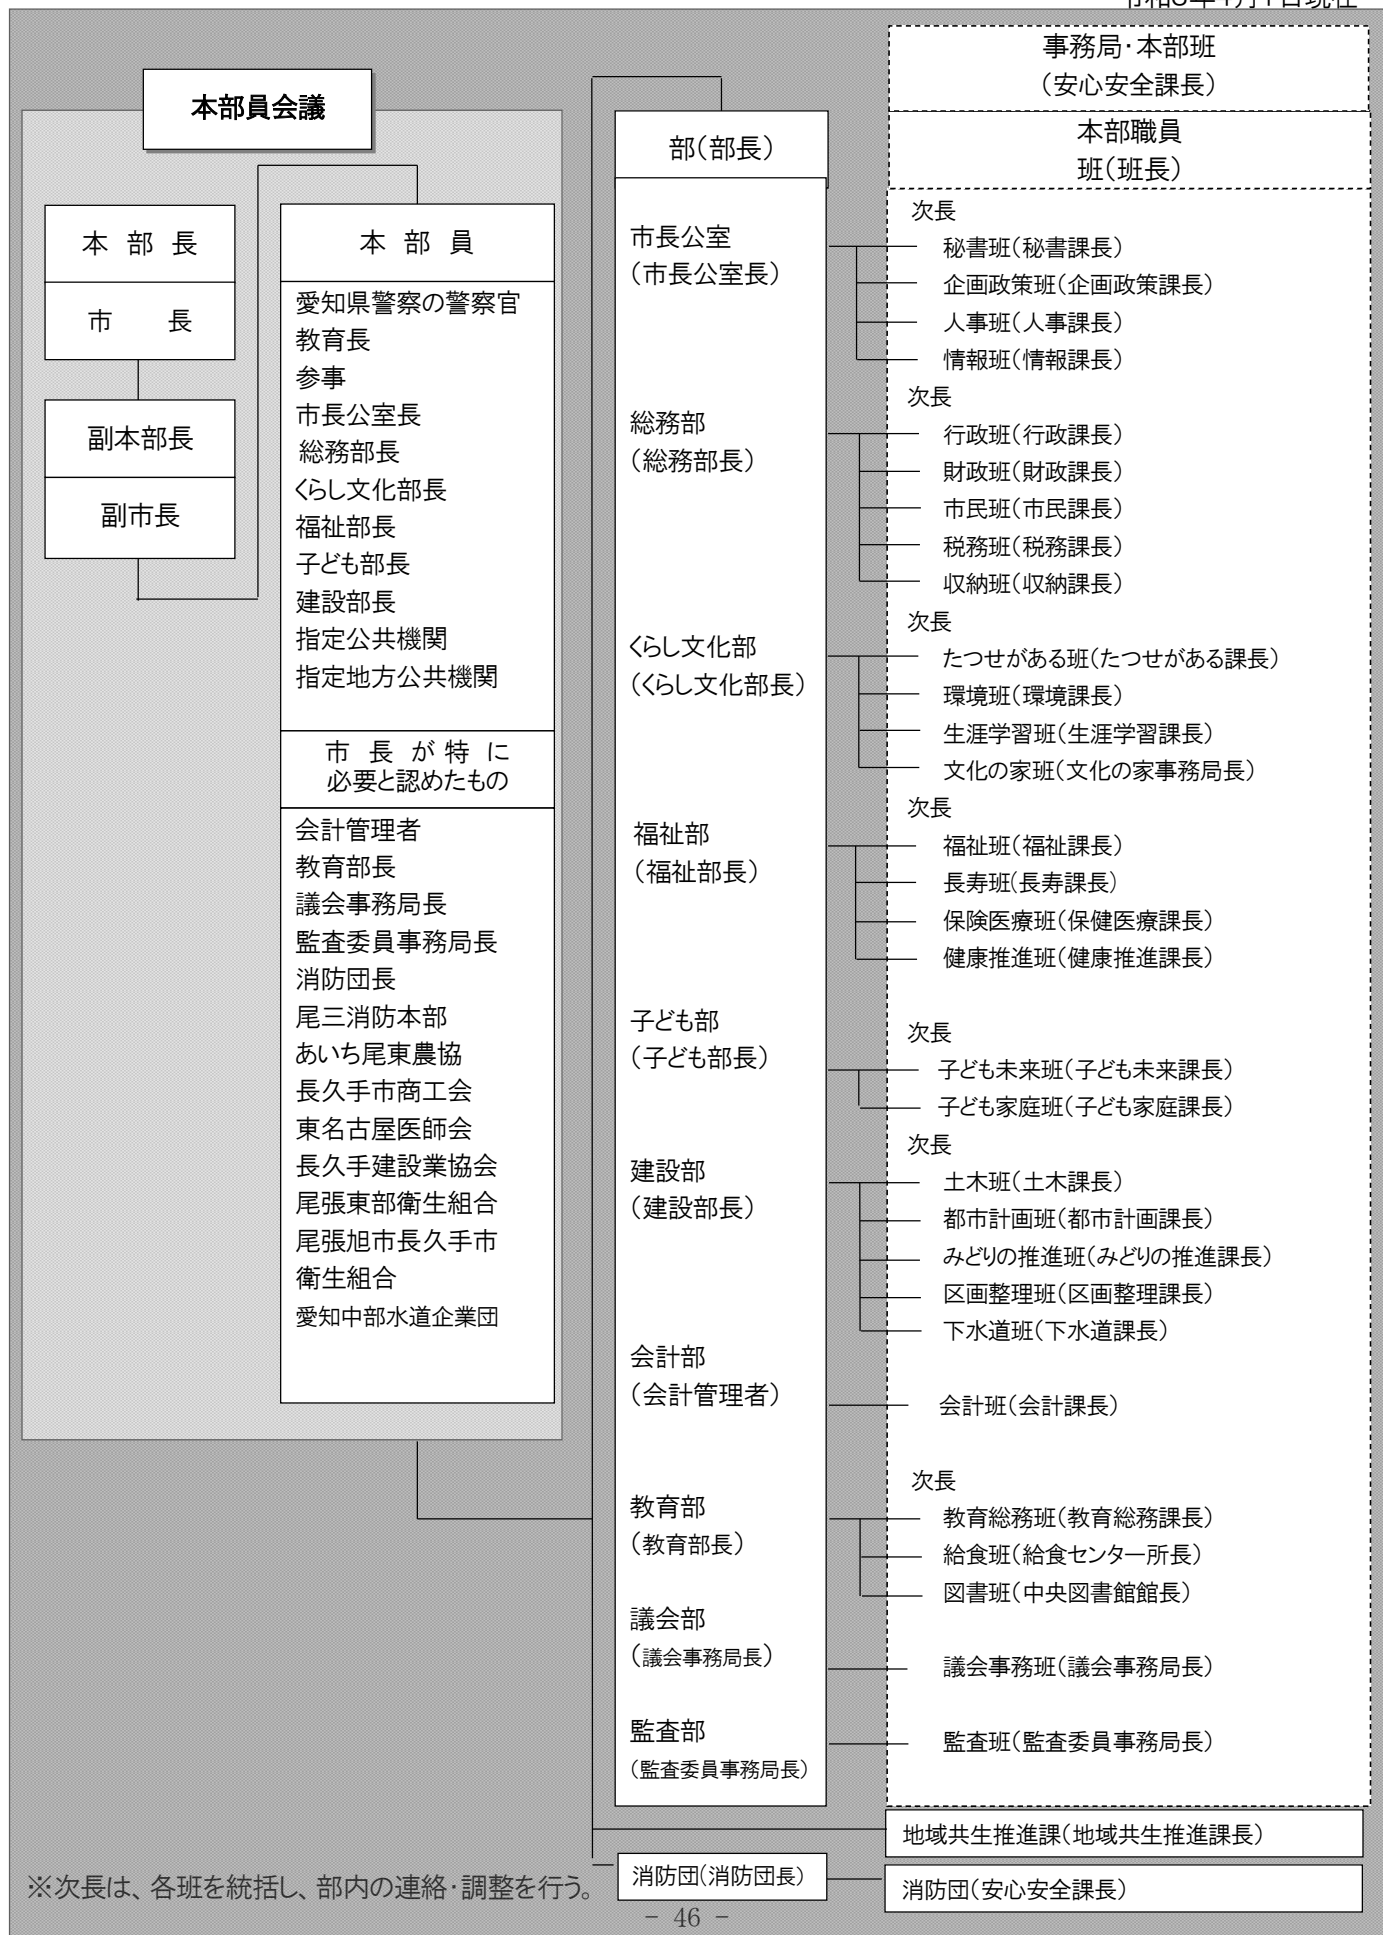 本部員会議
本 部 長
市 長
副本部長
副市長
本 部 員
愛知県警察の警察官
教育長
参事
市長公室長
総務部長
くらし文化部長
福祉部長
子ども部長
建設部長
指定公共機関
指定地方公共機関
市 長 が 特 に
必要と認めたもの
会計管理者
教育部長
議会事務局長
監査委員事務局長
消防団長
尾三消防本部
あいち尾東農協
長久手市商工会
東名古屋医師会
長久手建設業協会
尾張東部衛生組合
尾張旭市長久手市
衛生組合
愛知中部水道企業団
事務局・本部班
（安心安全課長）
部（部長）
本部職員
班（班長）
市長公室
（市長公室長）
次長
秘書班（秘書課長）
企画政策班（企画政策課長）
人事班（人事課長）
情報班（情報課長）
総務部
（総務部長）
次長
行政班（行政課長）
財政班（財政課長）
市民班（市民課長）
税務班（税務課長）
収納班（収納課長）
くらし文化部
（くらし文化部長）
次長
たつせがある班（たつせがある課長）
環境班（環境課長）
生涯学習班（生涯学習課長）
文化の家班（文化の家事務局長）
福祉部
（福祉部長）
次長
福祉班（福祉課長）
長寿班（長寿課長）
保険医療班（保健医療課長）
健康推進班（健康推進課長）
子ども部
（子ども部長）
次長
子ども未来班（子ども未来課長）
子ども家庭班（子ども家庭課長）
建設部
（建設部長）
次長
土木班（土木課長）
都市計画班（都市計画課長）
みどりの推進班（みどりの推進課長）
区画整理班（区画整理課長）
下水道班（下水道課長）
会計部
（会計管理者）
会計班（会計課長）
教育部
（教育部長）
次長
教育総務班（教育総務課長）
給食班（給食センター所長）
図書班（中央図書館館長）
議会部
（議会事務局長）
議会事務班（議会事務局長）
監査部
（監査委員事務局長）
監査班（監査委員事務局長）
地域共生推進課（地域共生推進課長）
消防団（消防団長）
消防団（安心安全課長）
※次長は、各班を統括し、部内の連絡・調整を行う。
- 46 -